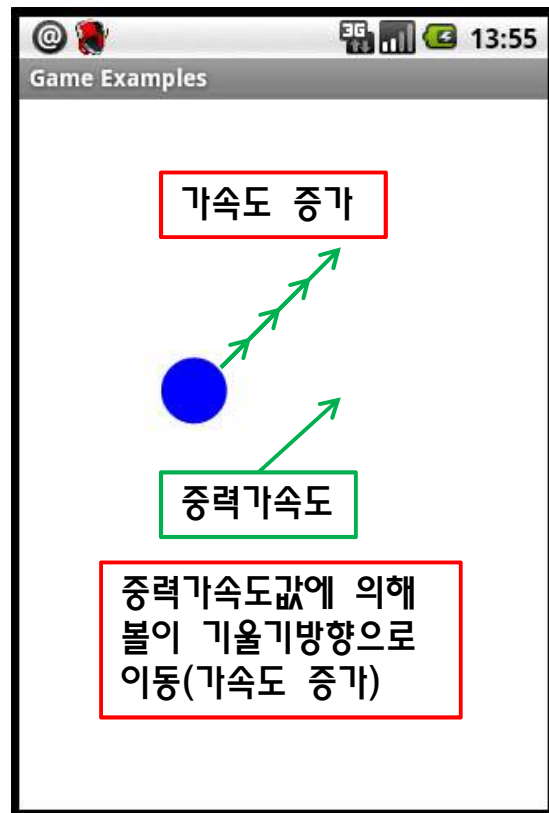 @ 3G 13:55
Game Examples
가속도 증가
중력가속도
중력가속도값에 의해
볼이 기울기방향으로
이동(가속도 증가)